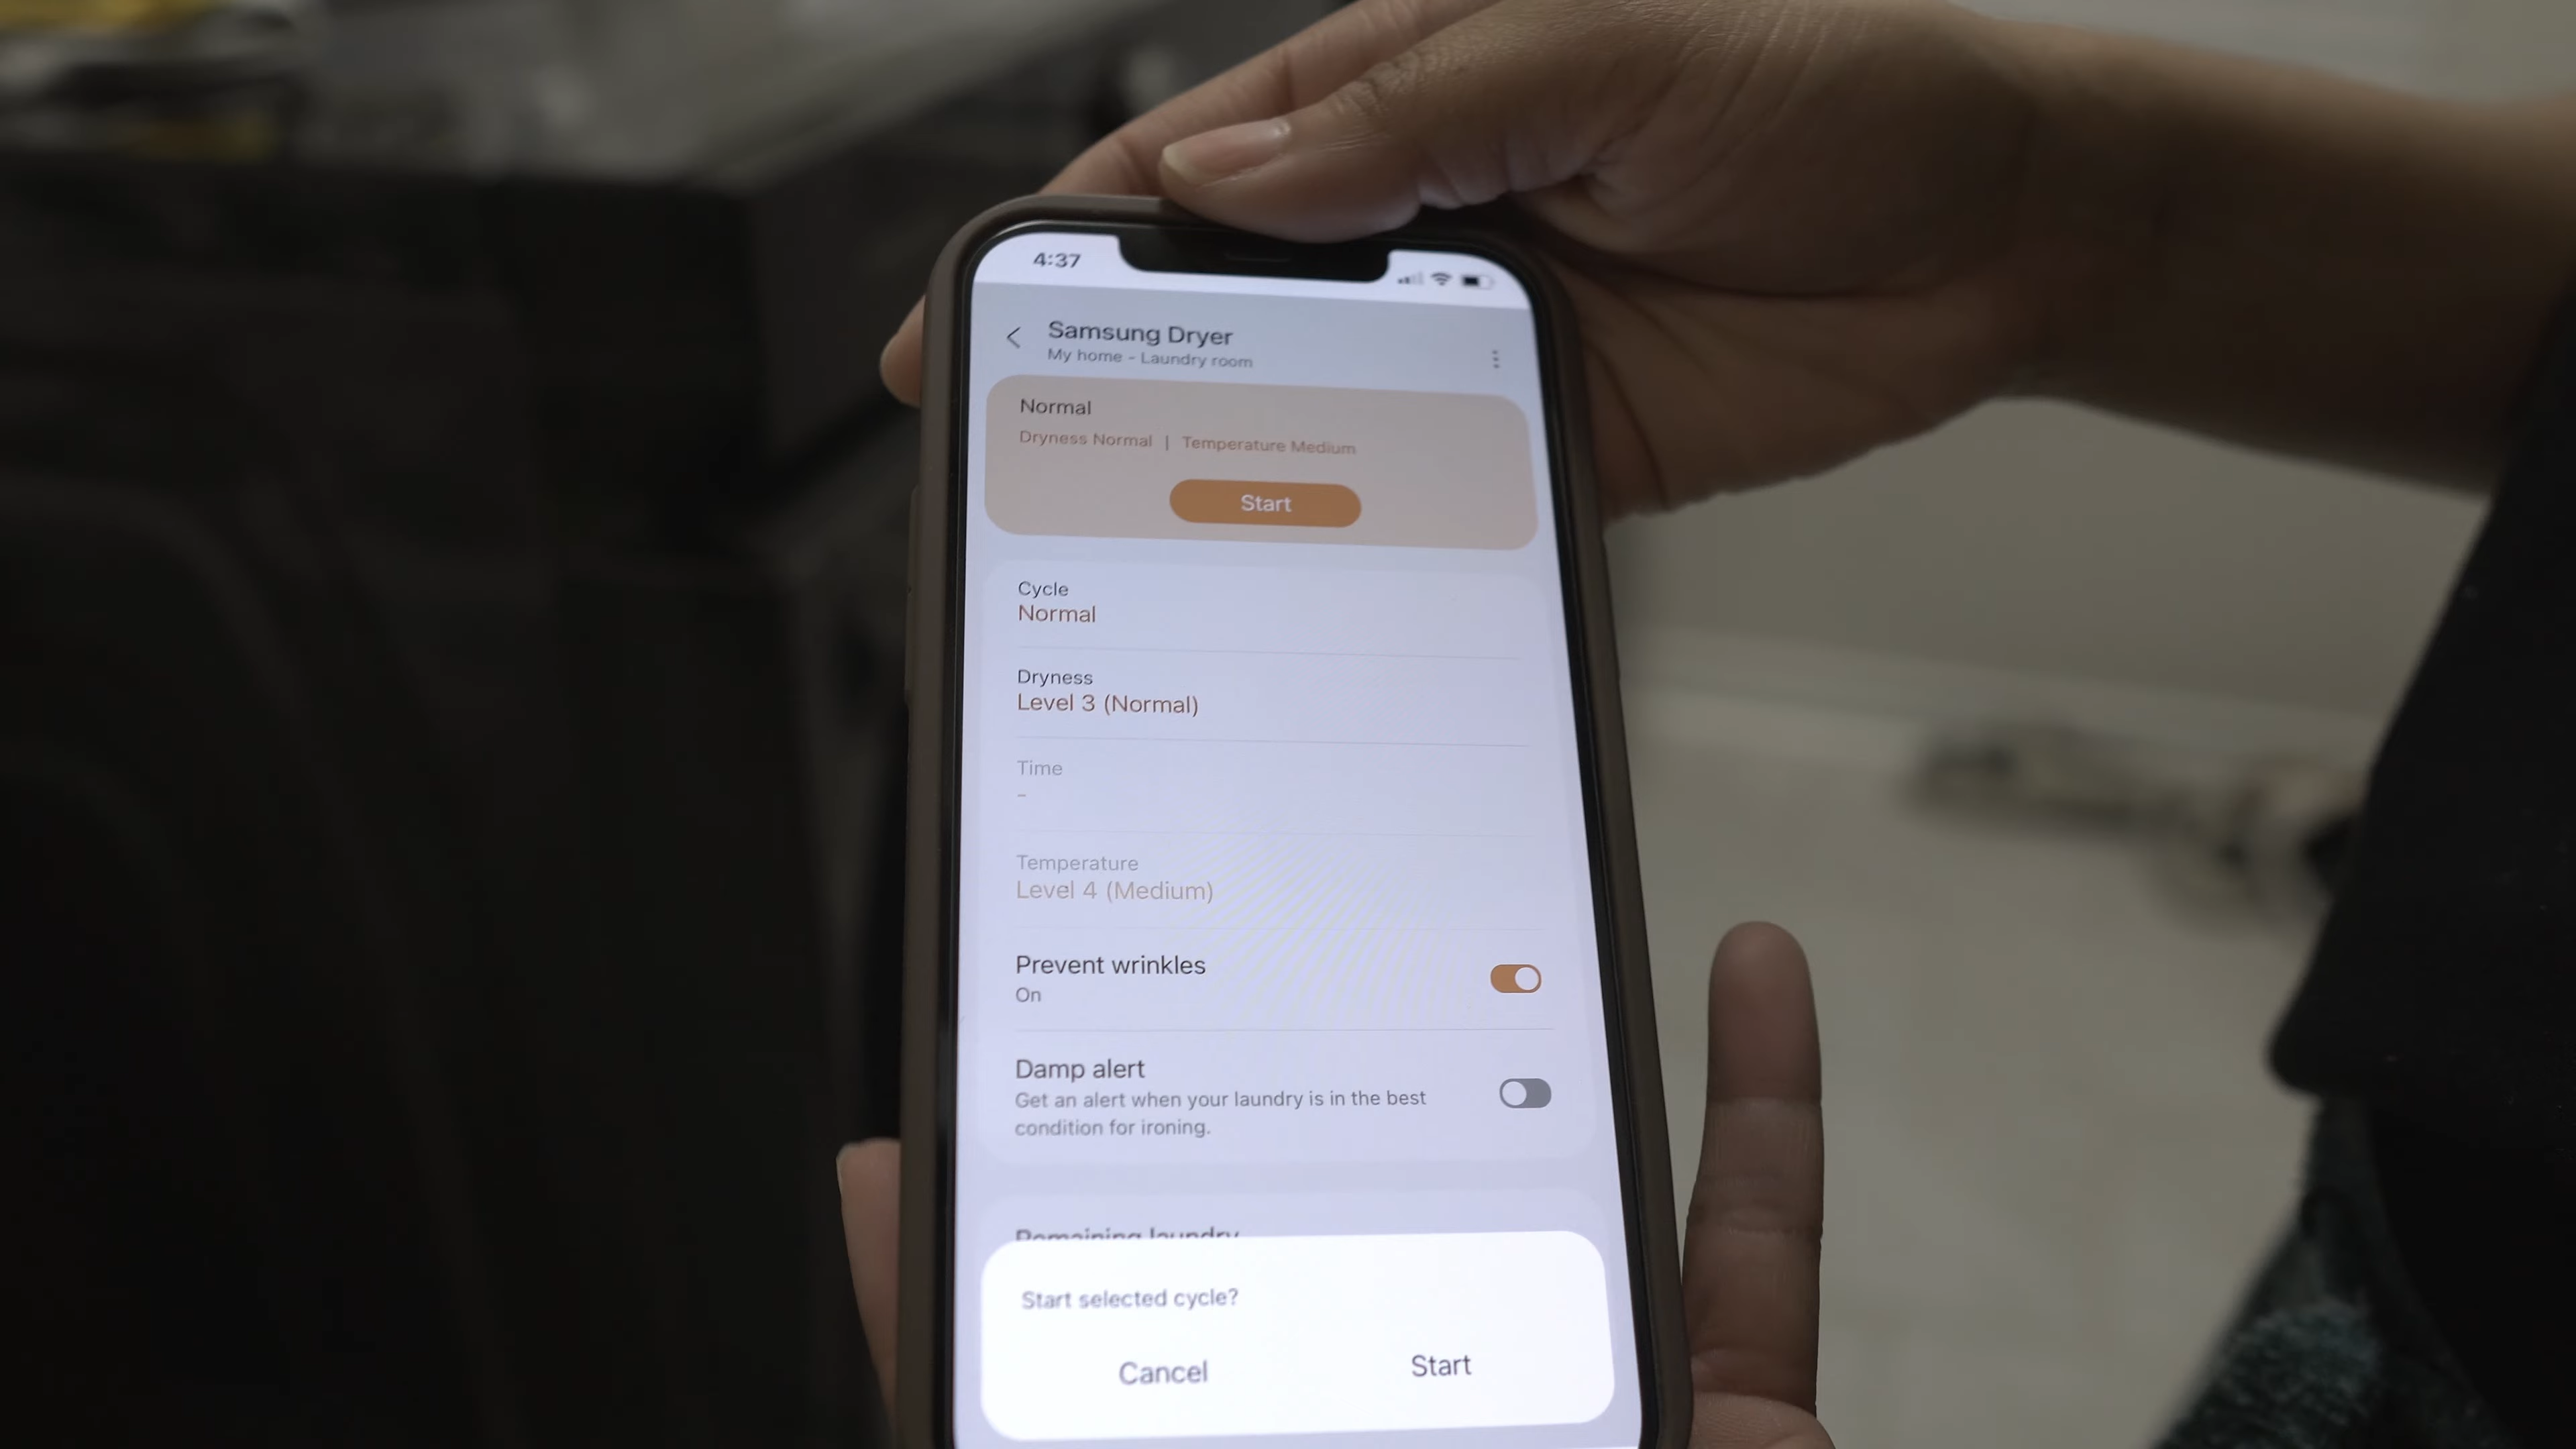 4:37
Samsung Dryer
My home - Laundry room
Normal
Dryness Normal | Temperature Medium
Start
Cycle
Normal
Dryness
Level 3 (Normal)
Time
-
Temperature
Level 4 (Medium)
Prevent wrinkles
On
Damp alert
Get an alert when your laundry is in the best
condition for ironing.
Remaining laundry
Start selected cycle?
Cancel
Start